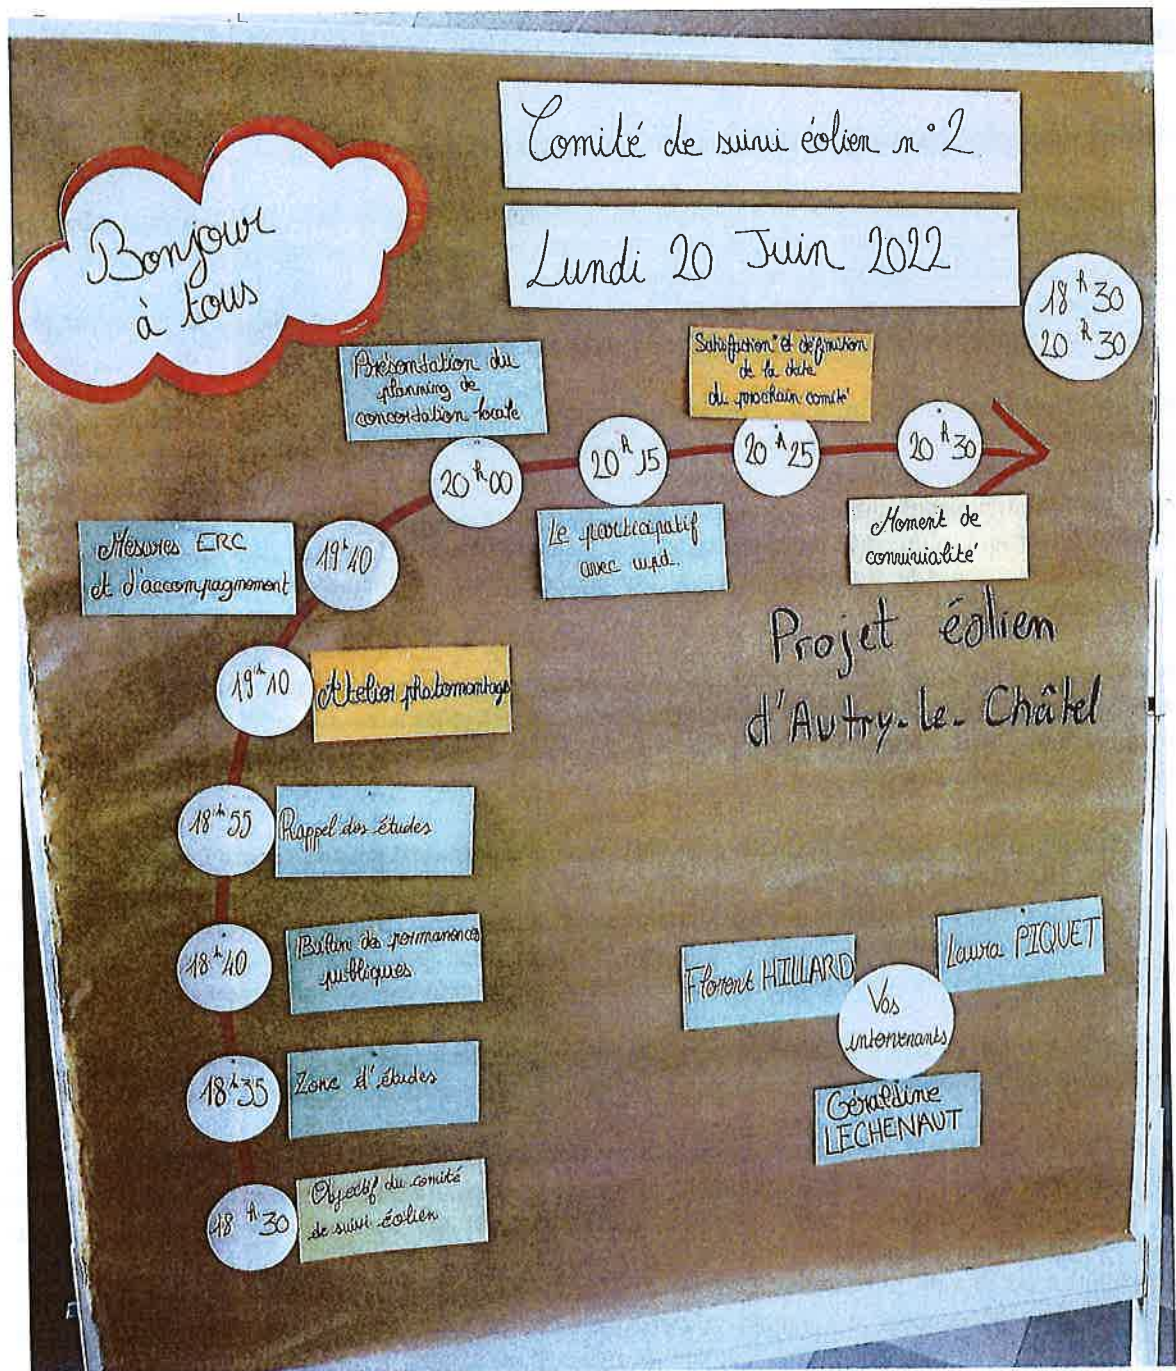 Comité de suivi éolien n°2
Bonjour
à tous
Lundi 20 Juin 2022
18h30
20h30
Présentation du
planning de
concertation locale
Satisfaction et définition
de la date
du prochain comité
20h00
20h15
20h25
20h30
Le participatif
avec wpd.
Moment de
convivialité
Mesures ERC
et d'accompagnement
19h40
Projet éolien
d'Autry-le-Châtel
19h10
Atelier photomontage
18h55
Rappel des études
18h40
Bilan des permanences
publiques
Florent HILLARD
Laura PIQUET
Vos
intervenants
Géraldine
LECHENAUT
18h35
Zone d'études
18h30
Objectif du comité
de suivi éolien